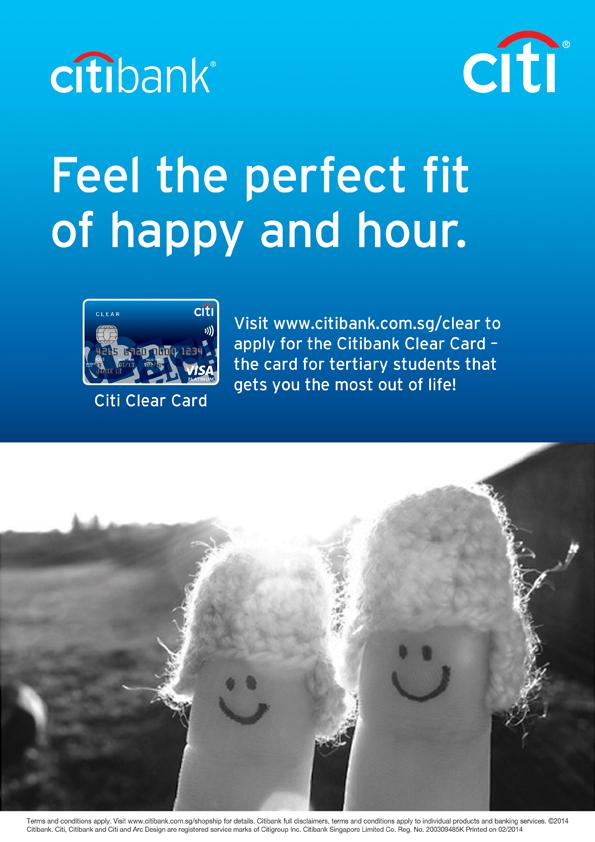 citibank®
citi®
Feel the perfect fit
of happy and hour.
CLEAR
citi
VISA
PLATINUM
Citi Clear Card
Visit www.citibank.com.sg/clear to
apply for the Citibank Clear Card –
the card for tertiary students that
gets you the most out of life!
Terms and conditions apply. Visit www.citibank.com.sg/shopship for details. Citibank full disclaimers, terms and conditions apply to individual products and banking services. ©2014
Citibank. Citi, Citibank and Citi and Arc Design are registered service marks of Citigroup Inc. Citibank Singapore Limited Co. Reg. No. 200309485K Printed on 02/2014